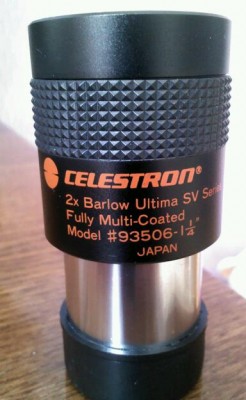 CELESTRON®
2x Barlow Ultima SV Series
Fully Multi-Coated
Model #93506-1¼"
JAPAN